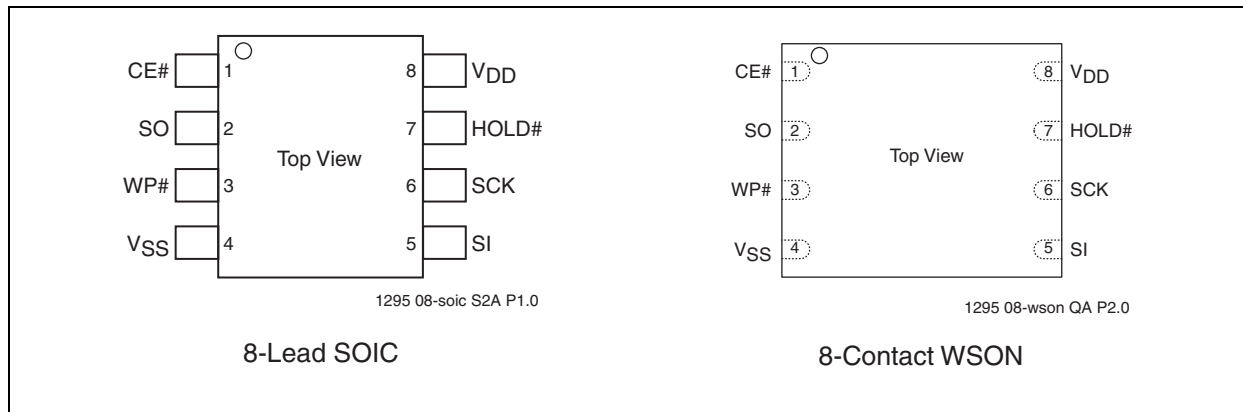 CE# 1 8 VDD
SO 2 7 HOLD#
Top View
WP# 3 6 SCK
VSS 4 5 SI
1295 08-soic S2A P1.0
8-Lead SOIC
CE# 1 8 VDD
SO 2 7 HOLD#
Top View
WP# 3 6 SCK
VSS 4 5 SI
1295 08-wson QA P2.0
8-Contact WSON